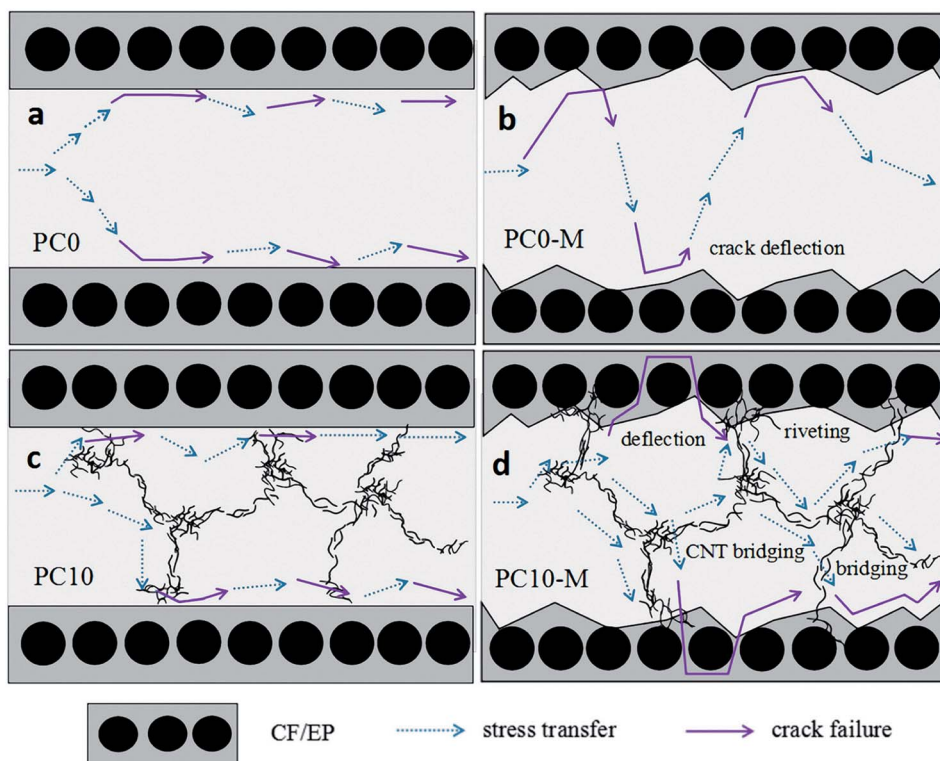 a
PC0
b
crack deflection
PC0-M
c
PC10
d
deflection
riveting
CNT bridging
bridging
PC10-M
CF/EP
stress transfer
crack failure